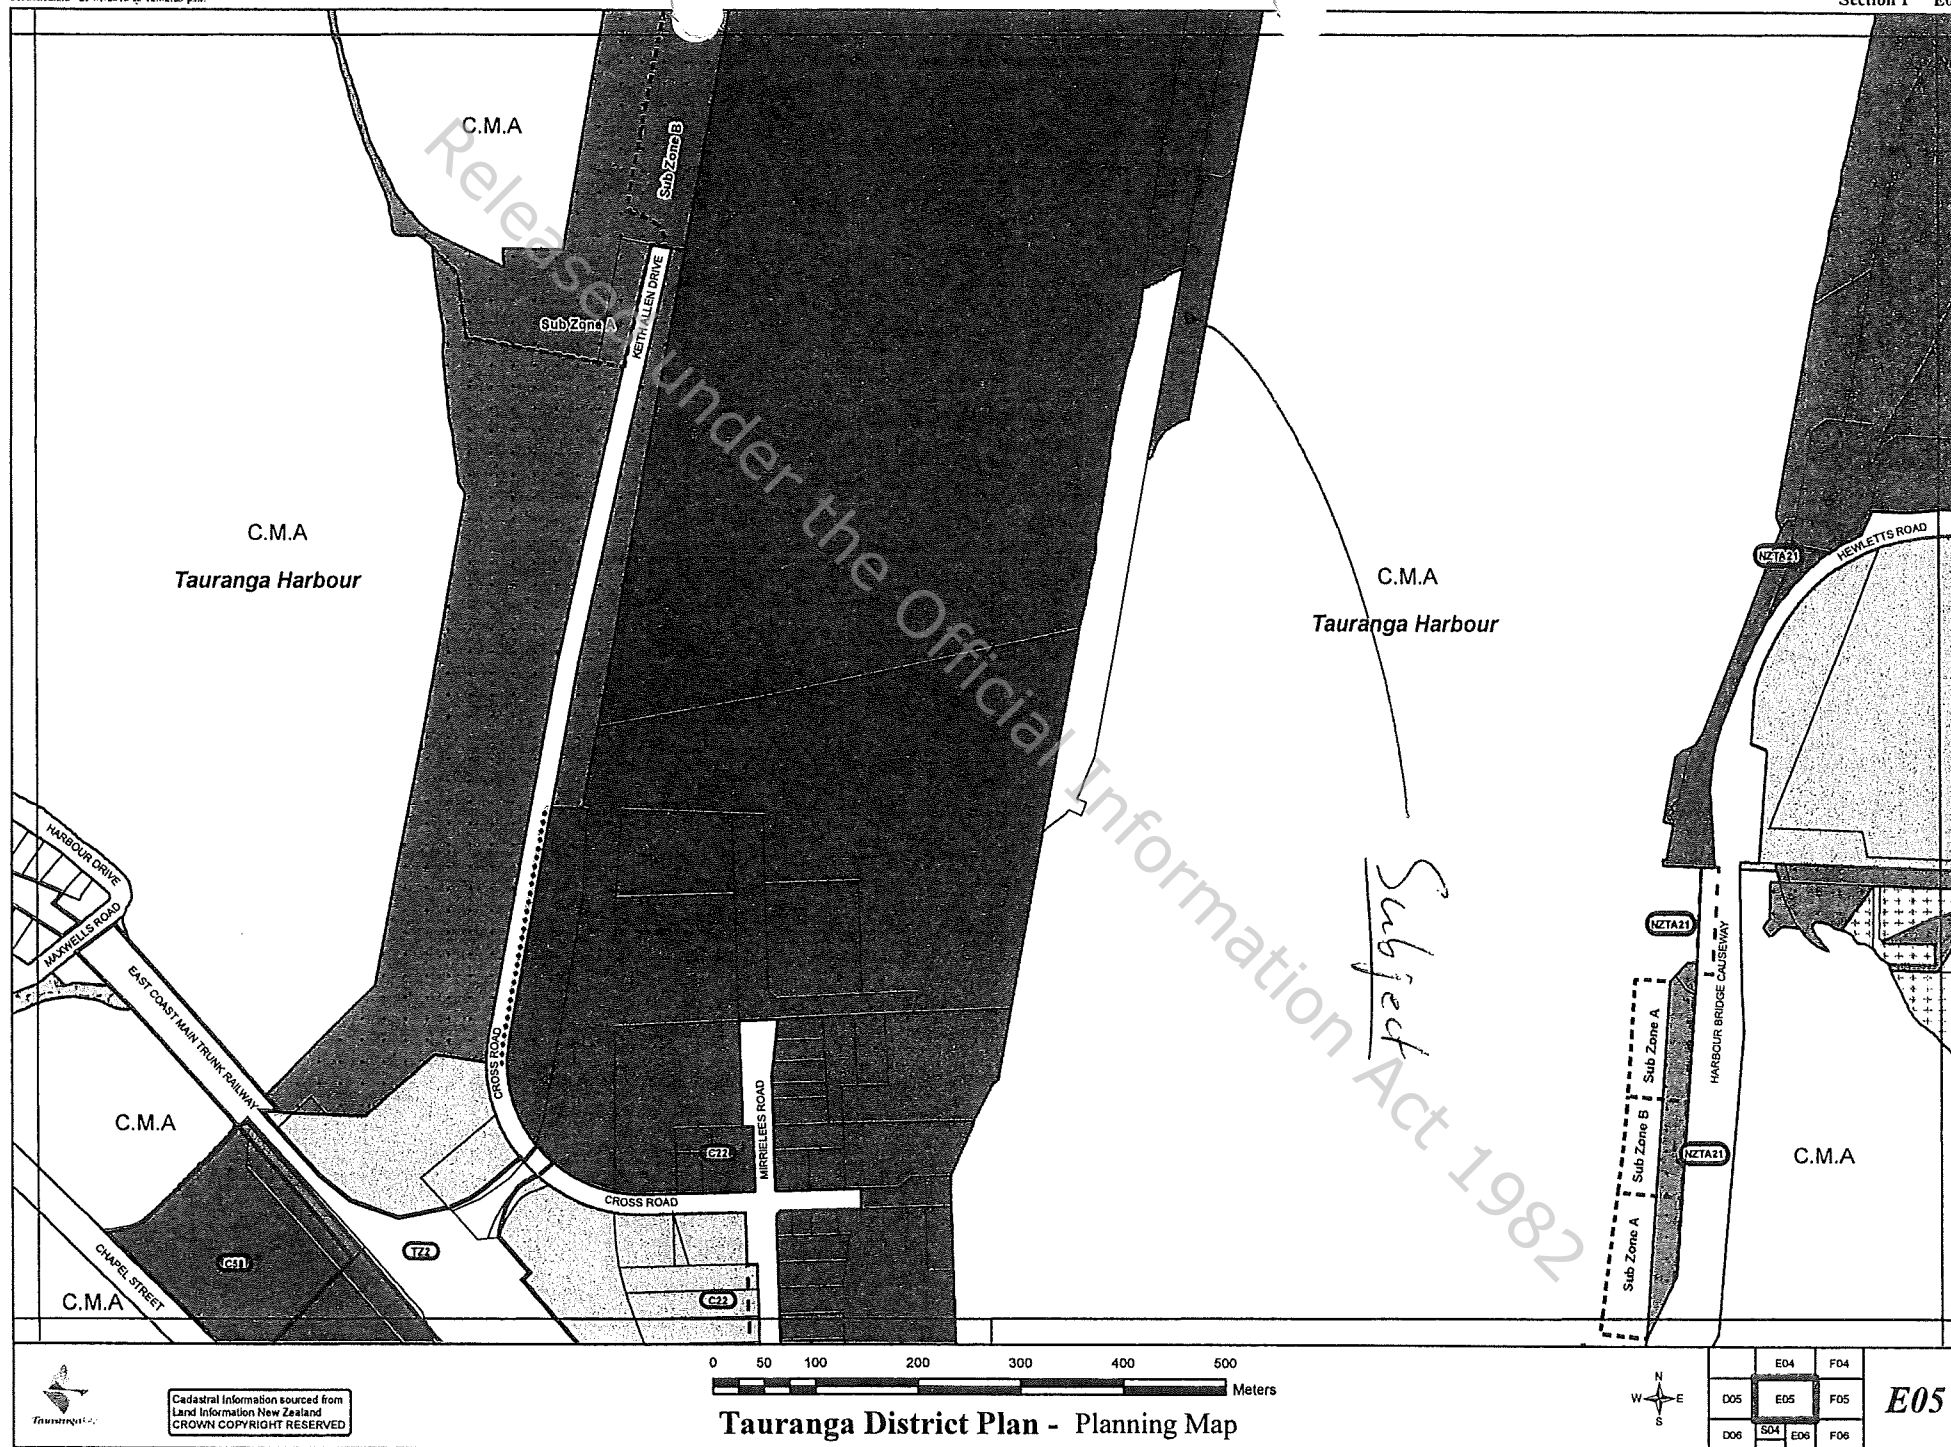 Section 1
C.M.A
Sub Zone B
KEITH ALLEN DRIVE
Sub Zone A
C.M.A
Tauranga Harbour
C.M.A
Tauranga Harbour
NZTA21
HEWLETTS ROAD
Released under the Official Information Act 1982
Subject
HARBOUR DRIVE
MAXWELLS ROAD
EAST COAST MAIN TRUNK RAILWAY
CROSS ROAD
NZTA21
HARBOUR BRIDGE CAUSEWAY
Sub Zone A
Sub Zone B
Sub Zone A
NZTA21
C.M.A
C.M.A
C22
MIRRIELEES ROAD
CROSS ROAD
TZ2
CHAPEL STREET
C.M.A
C22
0 50 100 200 300 400 500
Meters
Cadastral Information sourced from
Land Information New Zealand
CROWN COPYRIGHT RESERVED
Tauranga District Plan - Planning Map
N
W E
S
E04 F04
D05 E05 F05
D06 S04 E06 F06
E05